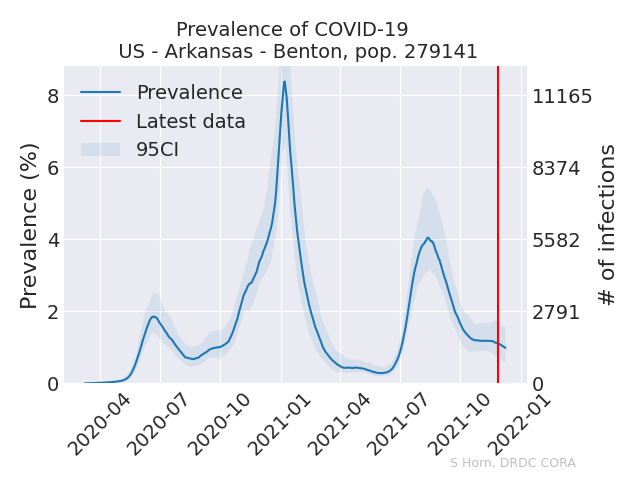 Prevalence of COVID-19
US - Arkansas - Benton, pop. 279141
Prevalence (%)
8
6
4
2
0
Prevalence
Latest data
95CI
11165
8374
5582
2791
0
# of infections
2020-04
2020-07
2020-10
2021-01
2021-04
2021-07
2021-10
2022-01
S Horn, DRDC CORA